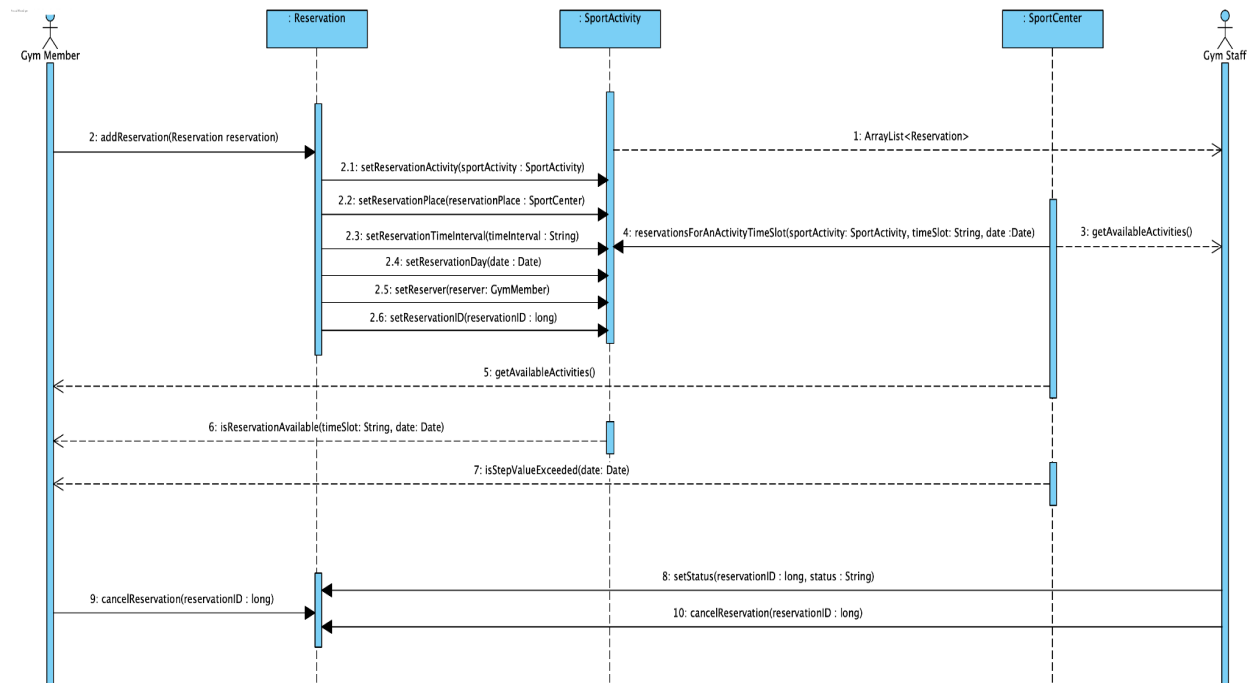 : Reservation
: SportActivity
: SportCenter
Gym Member
Gym Staff
2: addReservation(Reservation reservation)
1: ArrayList<Reservation>
2.1: setReservationActivity(sportActivity : SportActivity)
2.2: setReservationPlace(reservationPlace : SportCenter)
2.3: setReservationTimeInterval(timeInterval : String)
4: reservationsForAnActivityTimeSlot(sportActivity: SportActivity, timeSlot: String, date :Date)
3: getAvailableActivities()
2.4: setReservationDay(date : Date)
2.5: setReserver(reserver: GymMember)
2.6: setReservationID(reservationID : long)
5: getAvailableActivities()
6: isReservationAvailable(timeSlot: String, date: Date)
7: isStepValueExceeded(date: Date)
8: setStatus(reservationID : long, status : String)
9: cancelReservation(reservationID : long)
10: cancelReservation(reservationID : long)